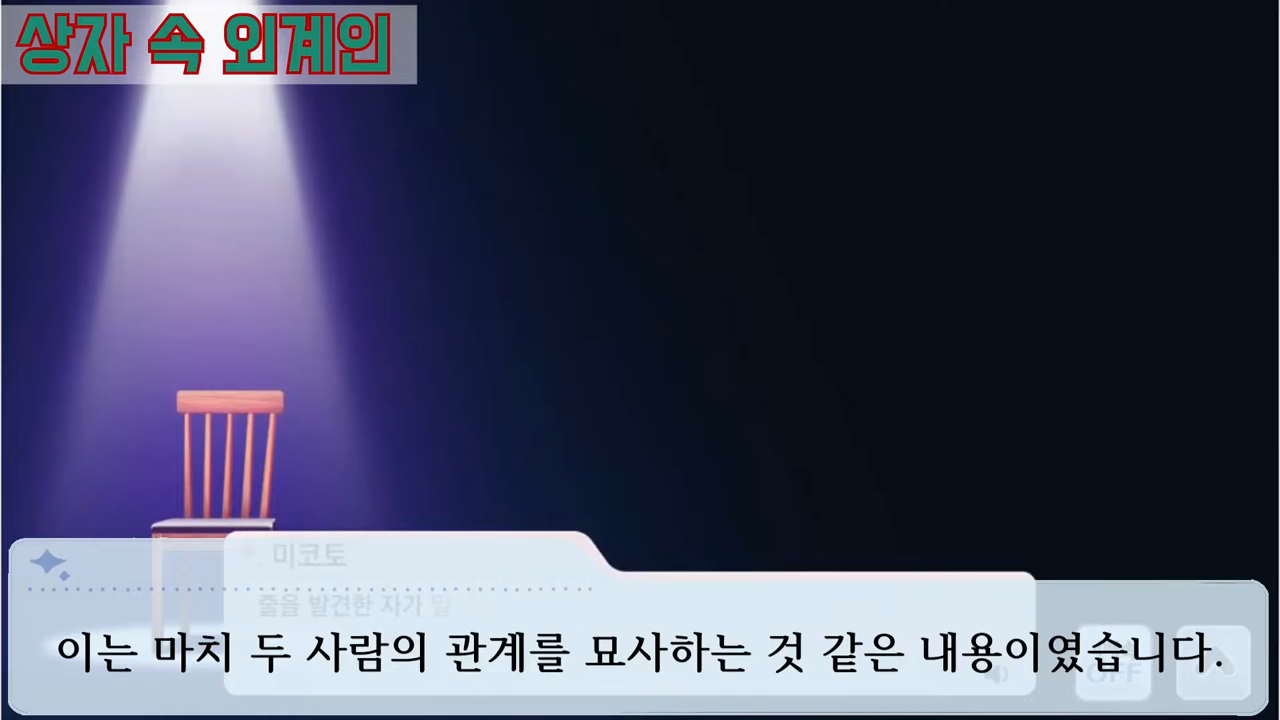 상자 속 외계인
미코토
줄을 발견한 자가
이는 마치 두 사람의 관계를 묘사하는 것 같은 내용이였습니다.
OFF